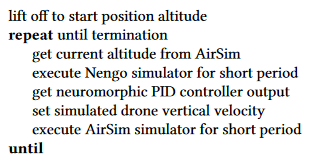 lift off to start position altitude
repeat until termination
get current altitude from AirSim
execute Nengo simulator for short period
get neuromorphic PID controller output
set simulated drone vertical velocity
execute AirSim simulator for short period
until